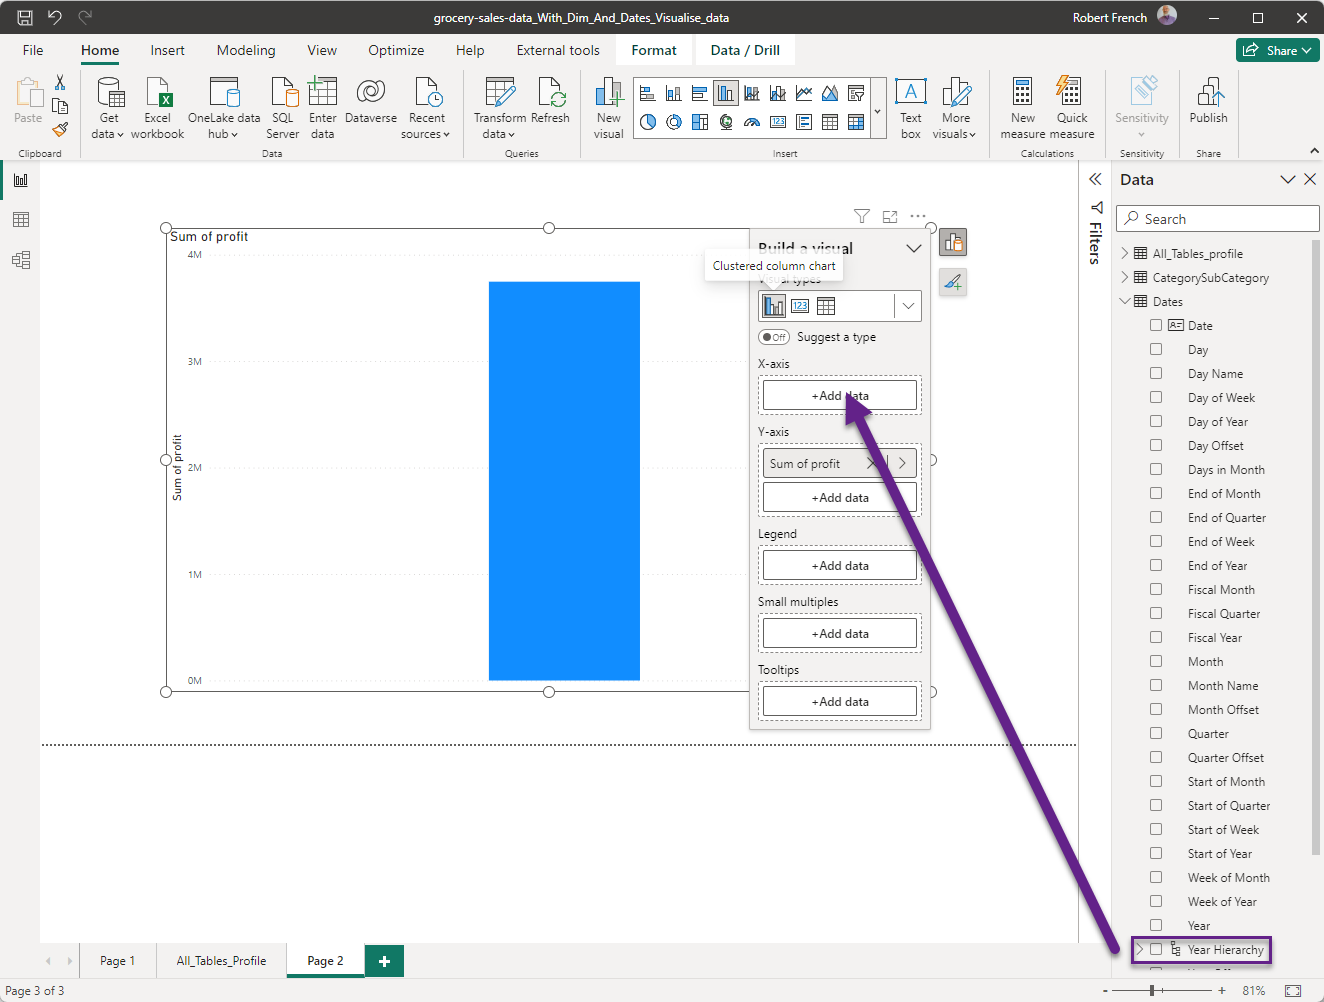 grocery-sales-data_With_Dim_And_Dates_Visualise_data
Robert French
File Home Insert Modeling View Optimize Help External tools Format Data / Drill Share
Paste
Get data
Excel workbook
OneLake data hub
SQL Server
Enter data
Dataverse
Recent sources
Transform data
Refresh
New visual
123
A
Text box
More visuals
New measure
Quick measure
Sensitivity
Publish
Clipboard Data Queries Insert Calculations Sensitivity Share
Sum of profit
4M
3M
2M
1M
0M
Sum of profit
Build a visual
Clustered column chart
Visual types
123
Off Suggest a type
X-axis
+Add data
Y-axis
Sum of profit
+Add data
Legend
+Add data
Small multiples
+Add data
Tooltips
+Add data
Filters
Data
Search
All_Tables_profile
CategorySubCategory
Dates
Date
Day
Day Name
Day of Week
Day of Year
Day Offset
Days in Month
End of Month
End of Quarter
End of Week
End of Year
Fiscal Month
Fiscal Quarter
Fiscal Year
Month
Month Name
Month Offset
Quarter
Quarter Offset
Start of Month
Start of Quarter
Start of Week
Start of Year
Week of Month
Week of Year
Year
Year Hierarchy
Page 1 All_Tables_Profile Page 2 +
Page 3 of 3
- + 81%